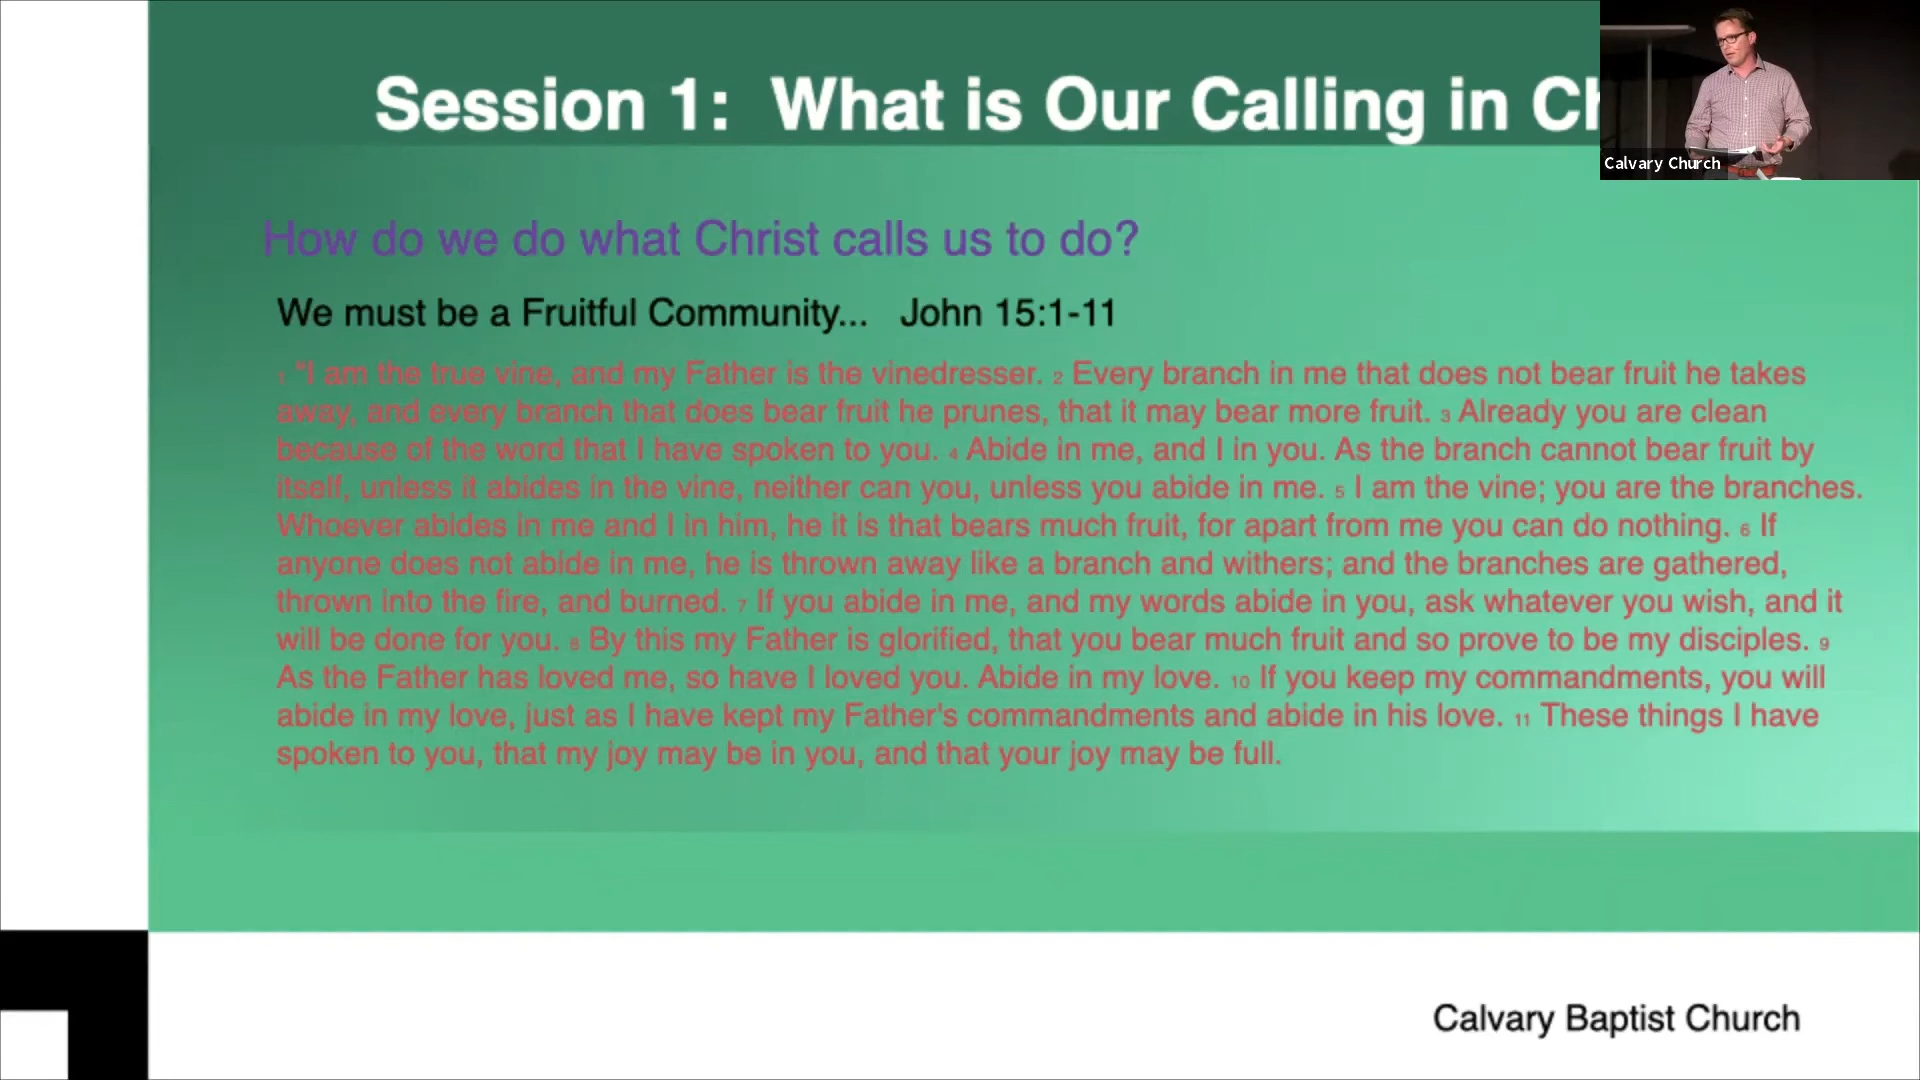 Session 1: What is Our Calling in Ch
Calvary Church
How do we do what Christ calls us to do?
We must be a Fruitful Community... John 15:1-11
1 "I am the true vine, and my Father is the vinedresser. 2 Every branch in me that does not bear fruit he takes
away, and every branch that does bear fruit he prunes, that it may bear more fruit. 3 Already you are clean
because of the word that I have spoken to you. 4 Abide in me, and I in you. As the branch cannot bear fruit by
itself, unless it abides in the vine, neither can you, unless you abide in me. 5 I am the vine; you are the branches.
Whoever abides in me and I in him, he it is that bears much fruit, for apart from me you can do nothing. 6 If
anyone does not abide in me, he is thrown away like a branch and withers; and the branches are gathered,
thrown into the fire, and burned. 7 If you abide in me, and my words abide in you, ask whatever you wish, and it
will be done for you. 8 By this my Father is glorified, that you bear much fruit and so prove to be my disciples. 9
As the Father has loved me, so have I loved you. Abide in my love. 10 If you keep my commandments, you will
abide in my love, just as I have kept my Father's commandments and abide in his love. 11 These things I have
spoken to you, that my joy may be in you, and that your joy may be full.
Calvary Baptist Church